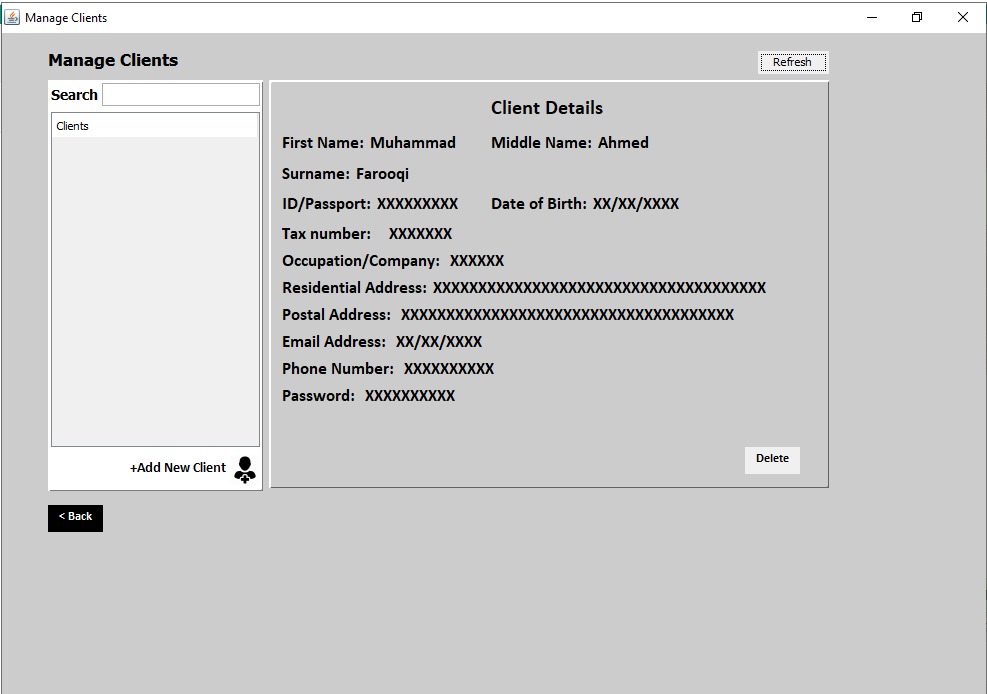 Manage Clients
Manage Clients
Refresh
Search
Clients
+Add New Client
< Back
Client Details
First Name: Muhammad Middle Name: Ahmed
Surname: Farooqi
ID/Passport: XXXXXXXXX Date of Birth: XX/XX/XXXX
Tax number: XXXXXXX
Occupation/Company: XXXXXX
Residential Address: XXXXXXXXXXXXXXXXXXXXXXXXXXXXXXXXXXXXX
Postal Address: XXXXXXXXXXXXXXXXXXXXXXXXXXXXXXXXXXXXX
Email Address: XX/XX/XXXX
Phone Number: XXXXXXXXXX
Password: XXXXXXXXXX
Delete